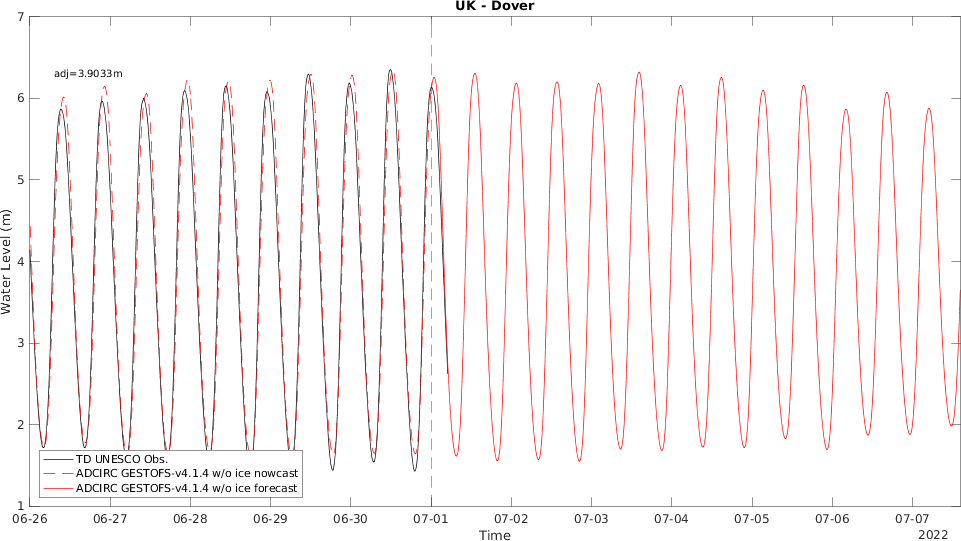 UK - Dover
adj=3.9033m
Water Level (m)
7
6
5
4
3
2
1
TD UNESCO Obs.
ADCIRC GESTOFS-v4.1.4 w/o ice nowcast
ADCIRC GESTOFS-v4.1.4 w/o ice forecast
06-26 06-27 06-28 06-29 06-30 07-01 07-02 07-03 07-04 07-05 07-06 07-07
Time
2022